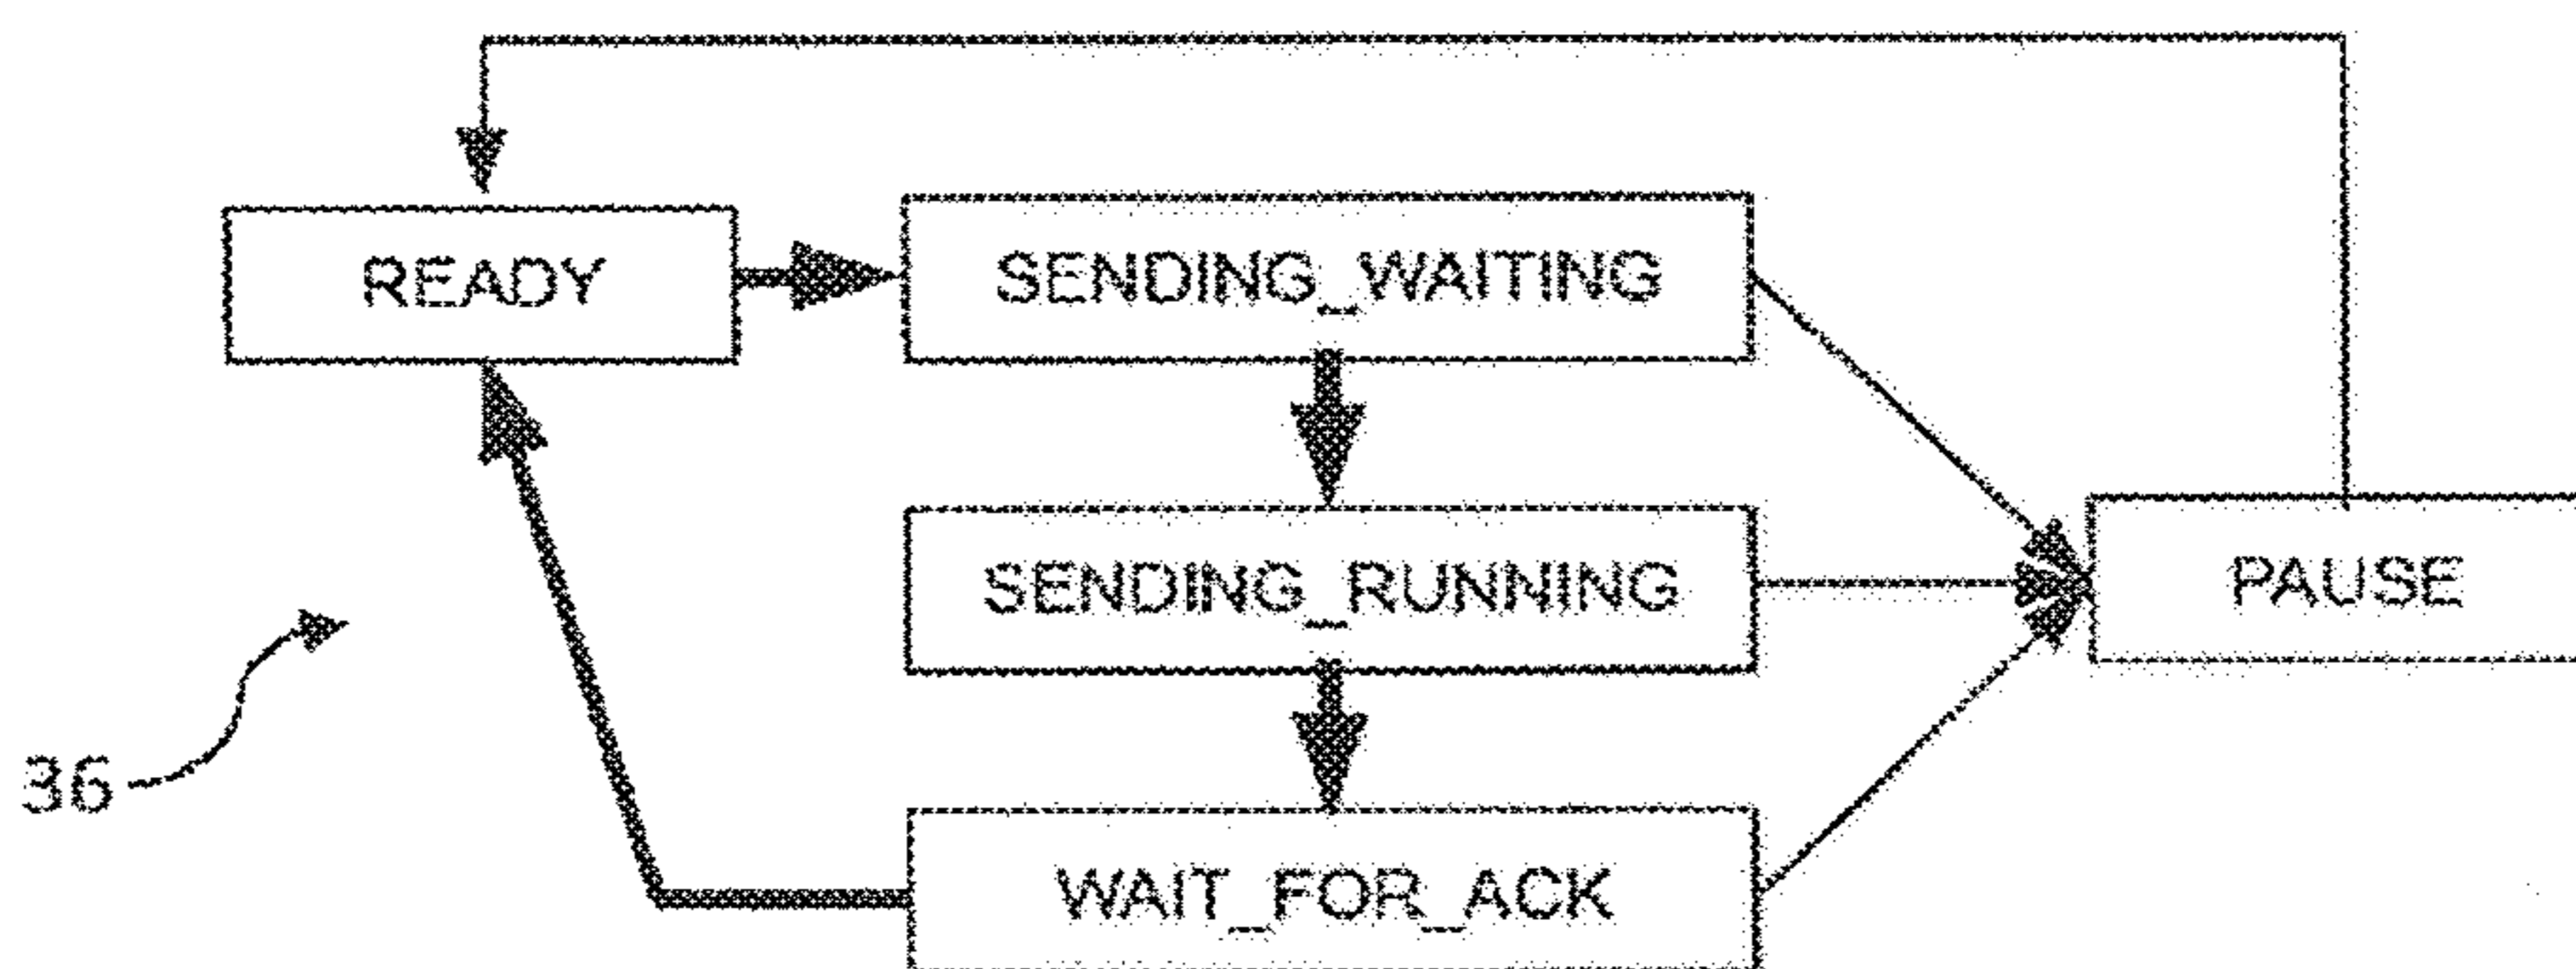 READY
SENDING_WAITING
SENDING_RUNNING
PAUSE
36
WAIT_FOR_ACK